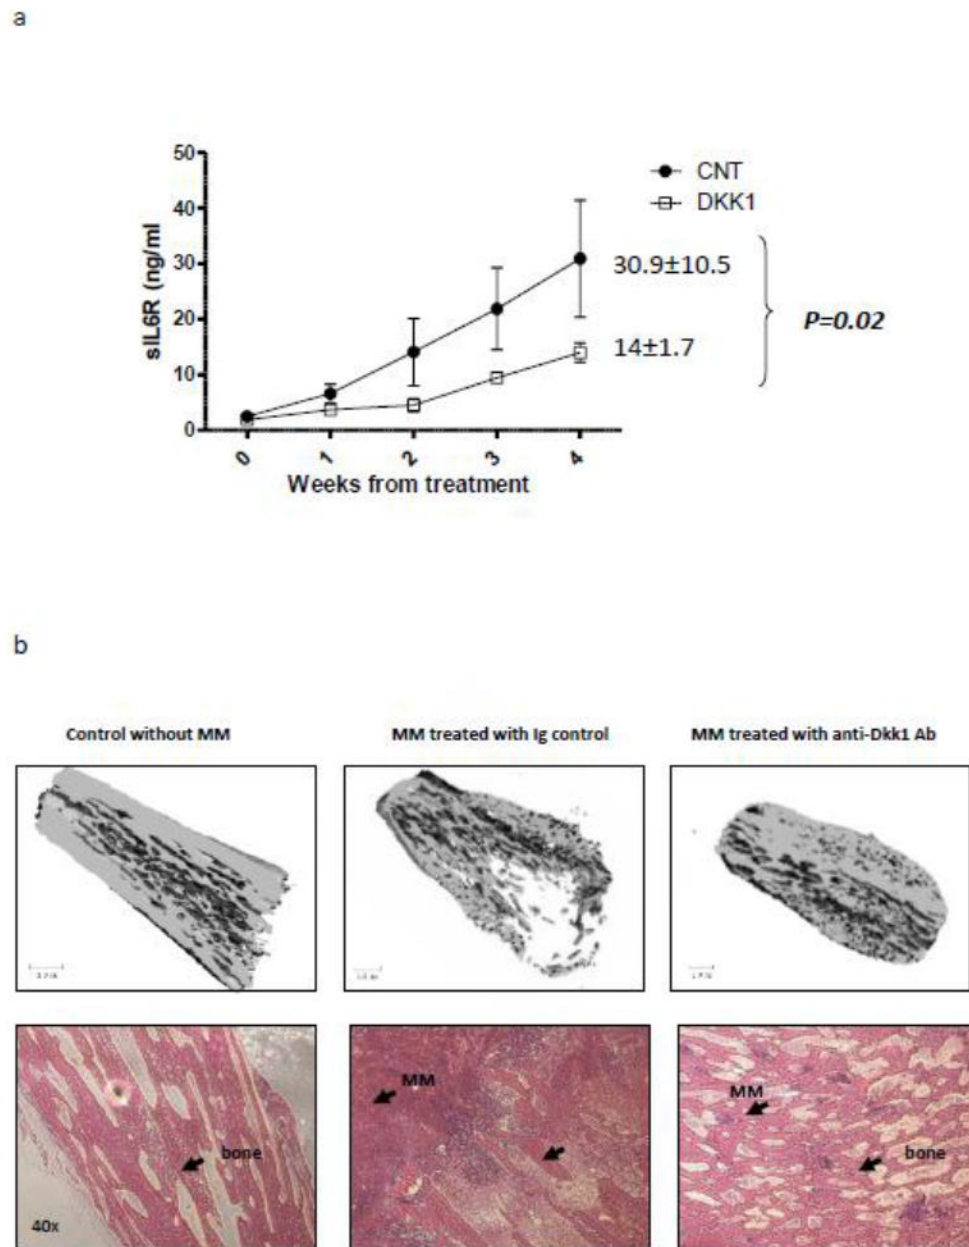 a
50
40
30
20
10
0
sIL6R (ng/ml
CNT
DKK1
30.9±10.5
14±1.7
P=0.02
0 1 2 3 4
Weeks from treatment
b
Control without MM
MM treated with Ig control
MM treated with anti-Dkk1 Ab
bone
40x
MM
MM
bone